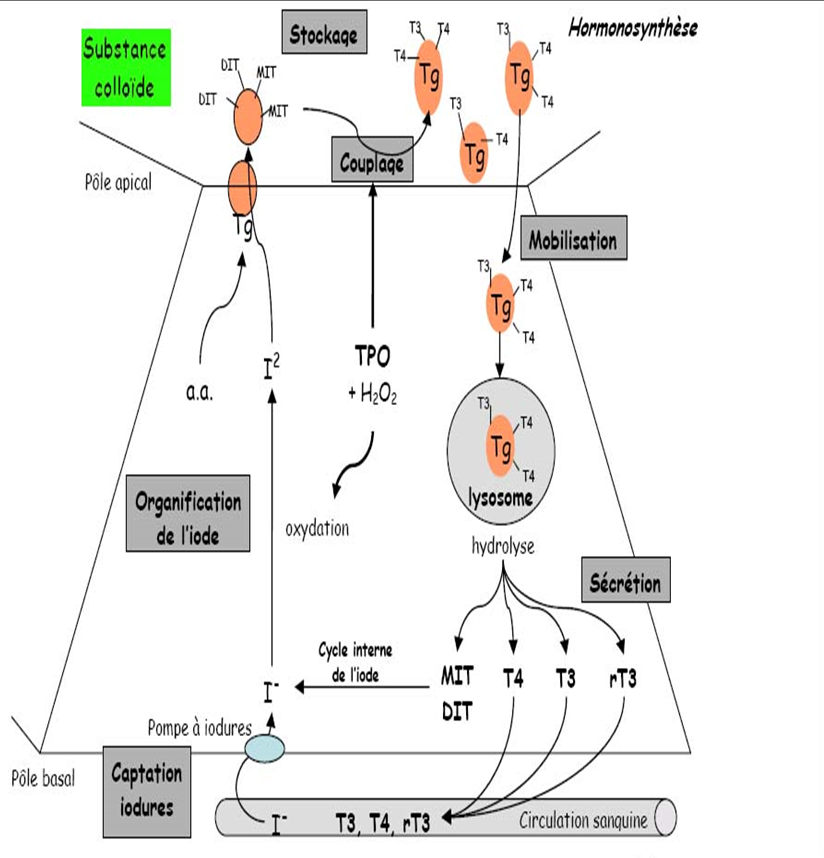 Hormonosynthèse
Substance
colloïde
Stockage
DIT
MIT
DIT
MIT
T3
T4
T4
Tg
T3
T4
Tg
T4
T3
T4
Tg
Couplage
Pôle apical
Tg
Mobilisation
T3
T4
Tg
T4
I²
TPO
+ H₂O₂
a.a.
T3
T4
Tg
T4
lysosome
Organification
de l'iode
oxydation
hydrolyse
Sécrétion
Cycle interne
de l'iode
MIT
DIT
T4
T3
rT3
I⁻
Pompe à iodures
Pôle basal
Captation
iodures
I⁻
T3, T4, rT3
Circulation sanguine